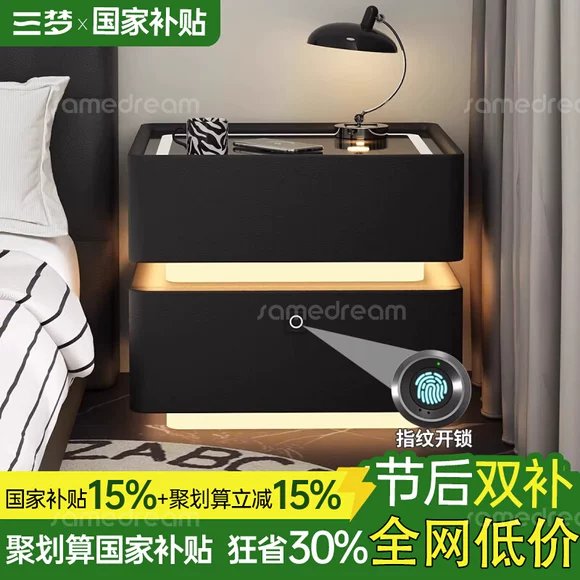 三梦×国家补贴
samedream
samedream
samedream
指纹开锁
ABC
国家补贴15%+聚划算立减15%
节后双补
聚划算国家补贴 狂省30%
全网低价